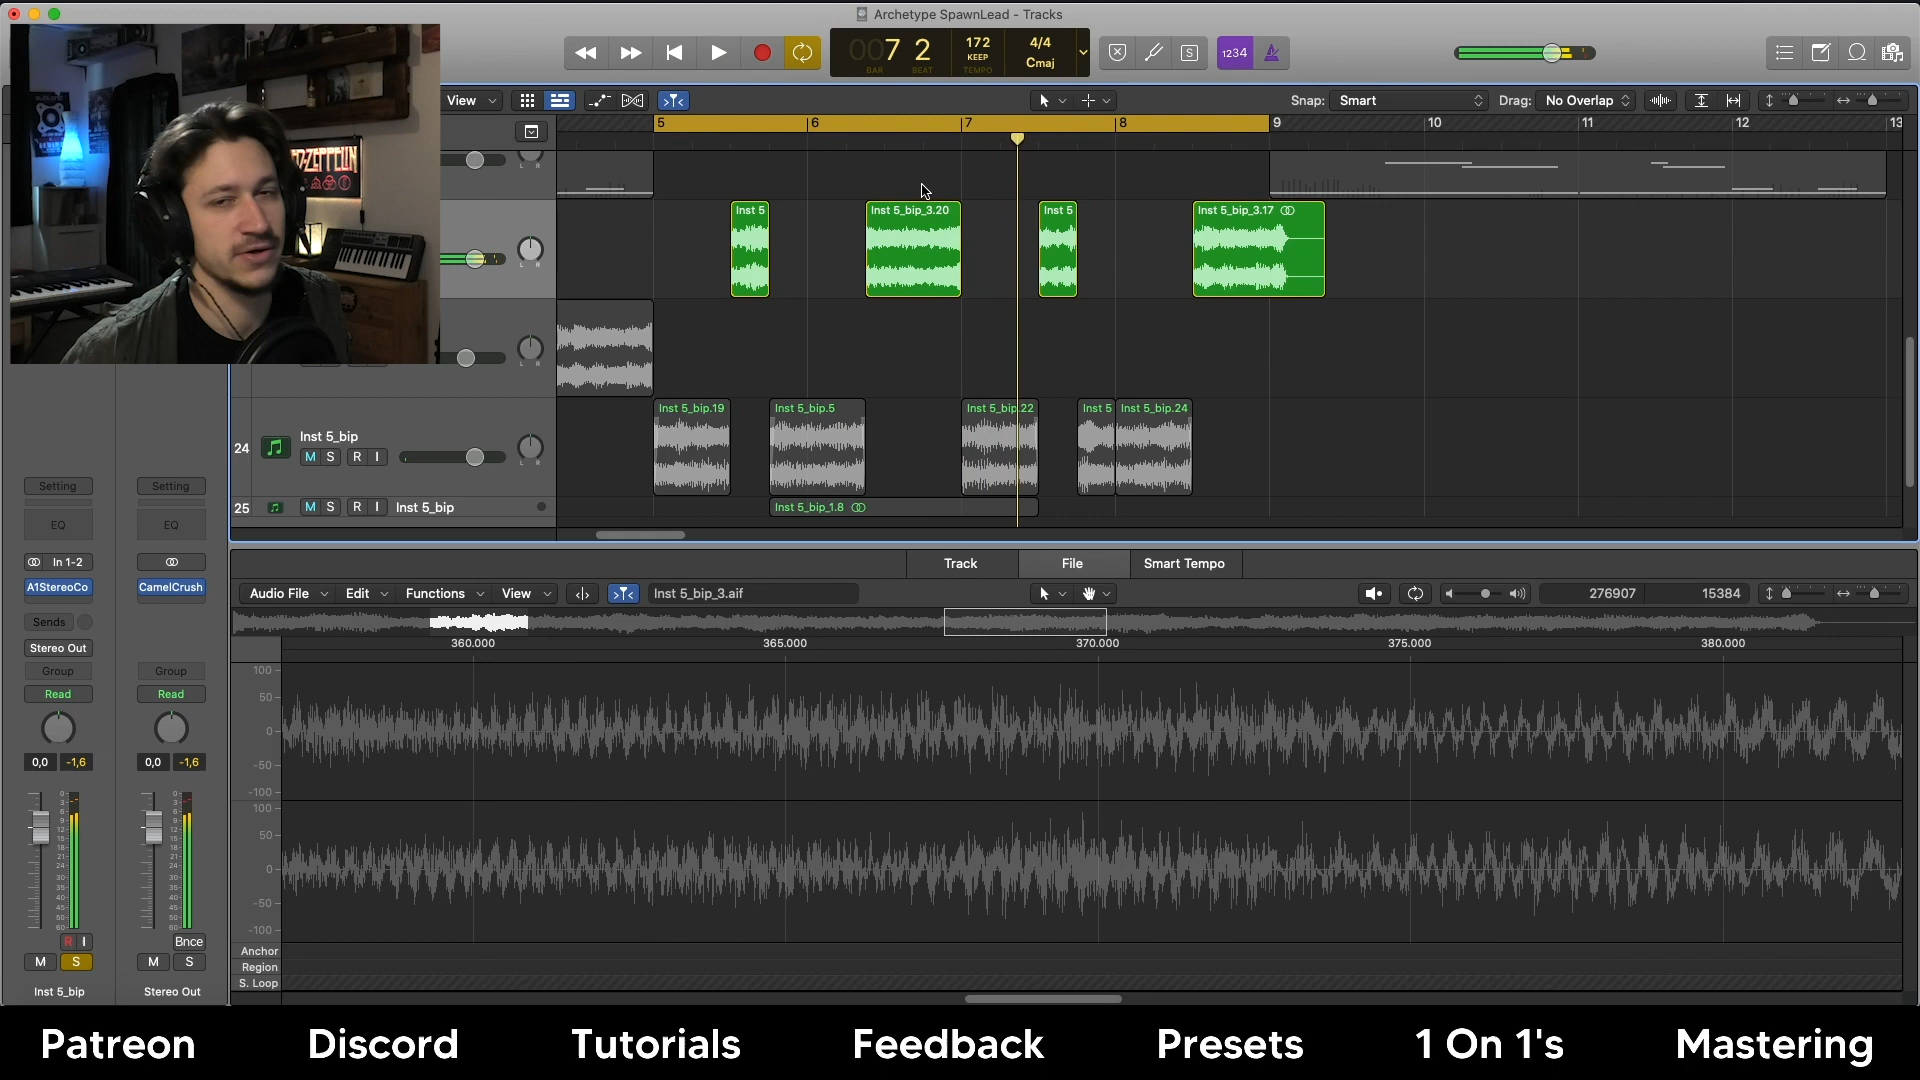 Archetype SpawnLead - Tracks
007 2
BAR BEAT
172
KEEP
TEMPO
4/4
Cmaj
S
1234
View
Snap: Smart
Drag: No Overlap
5 6 7 8 9 10 11 12 13
LED-ZEPPELIN
L R
Inst 5
Inst 5_bip_3.20
Inst 5
Inst 5_bip_3.17
L R
L R
Inst 5_bip.19
Inst 5_bip.5
Inst 5_bip.22
Inst 5
Inst 5_bip.24
24
Inst 5_bip
M S R I
L R
25
M S R I
Inst 5_bip
Inst 5_bip_1.8
Setting
Setting
EQ
EQ
In 1-2
A1StereoCo
CamelCrush
Sends
Stereo Out
Group
Group
Read
Read
0,0 -1,6
0,0 -1,6
R I
Bnce
M S
M S
Inst 5_bip
Stereo Out
Track
File
Smart Tempo
Audio File
Edit
Functions
View
Inst 5_bip_3.aif
276907
15384
360.000
365.000
370.000
375.000
380.000
100
50
0
-50
-100
100
50
0
-50
-100
Anchor
Region
S. Loop
Patreon
Discord
Tutorials
Feedback
Presets
1 On 1's
Mastering